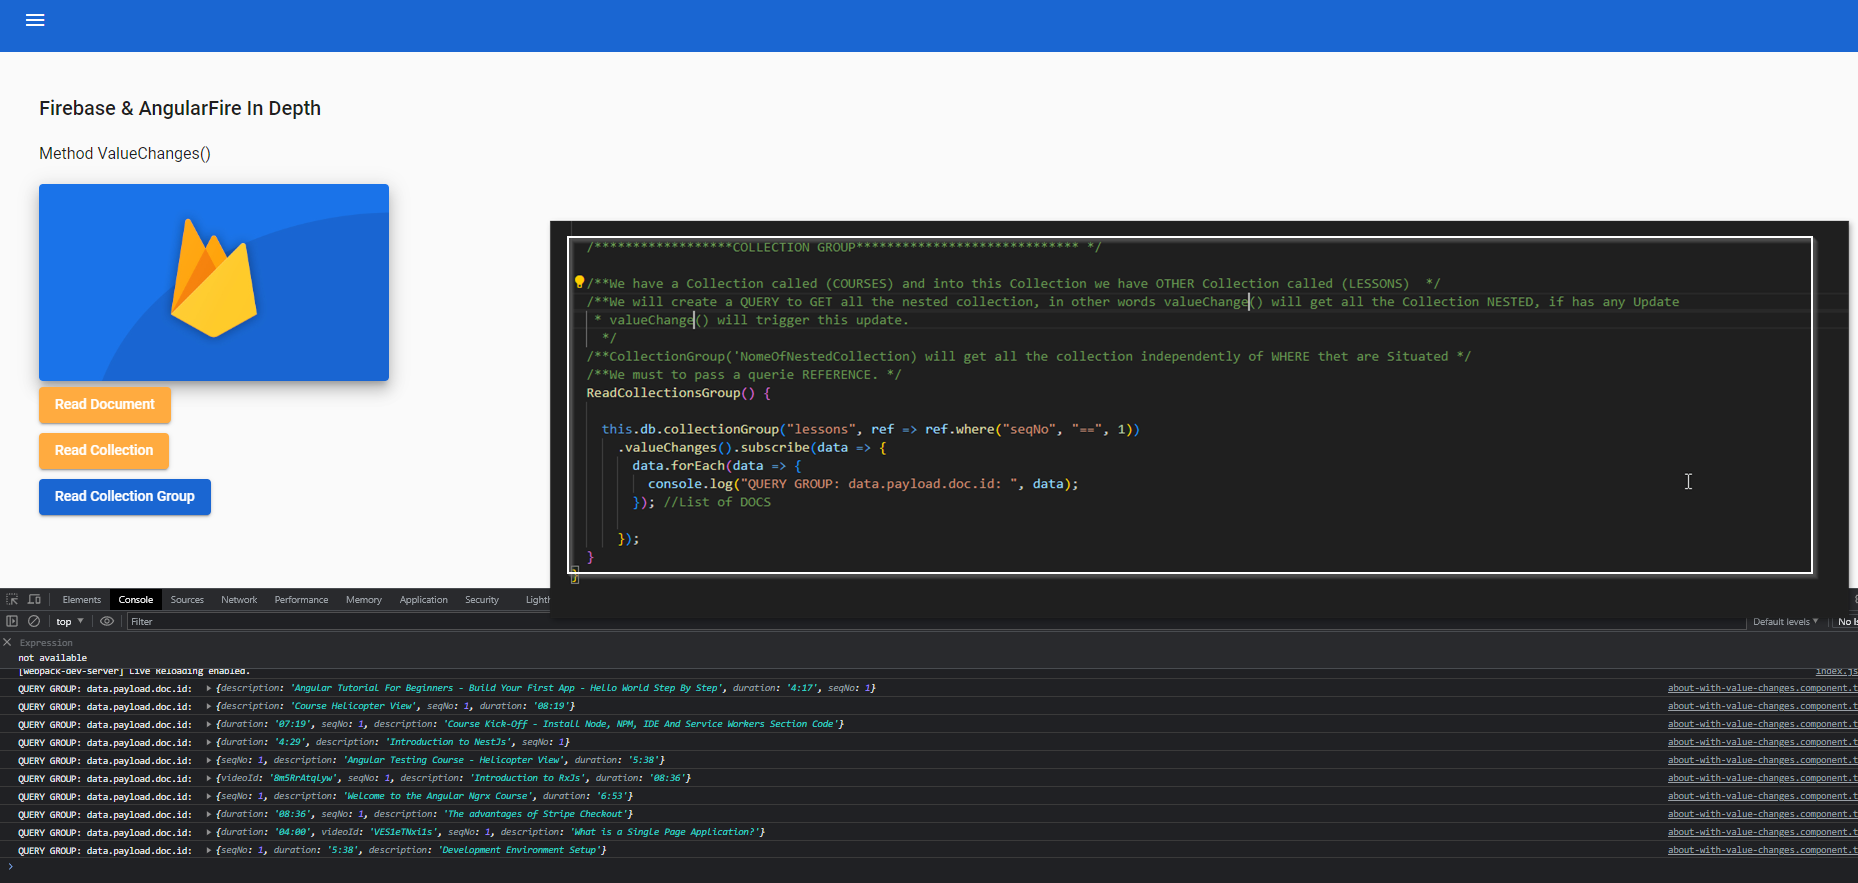 Firebase & AngularFire In Depth
Method ValueChanges()
Read Document
Read Collection
Read Collection Group
/******************COLLECTION GROUP***************************** */
/**We have a Collection called (COURSES) and into this Collection we have OTHER Collection called (LESSONS)  */
/**We will create a QUERY to GET all the nested collection, in other words valueChange() will get all the Collection NESTED, if has any Update
* valueChange() will trigger this update.
*/
/**CollectionGroup('NomeOfNestedCollection) will get all the collection independently of WHERE thet are Situated */
/**We must to pass a querie REFERENCE. */
ReadCollectionsGroup() {
this.db.collectionGroup("lessons", ref => ref.where("seqNo", "==", 1))
.valueChanges().subscribe(data => {
data.forEach(data => {
console.log("QUERY GROUP: data.payload.doc.id: ", data);
}); //List of DOCS
});
}
}
Elements Console Sources Network Performance Memory Application Security Lighth
top Filter Default levels No Is
Expression
not available
[webpack-dev-server] Live Reloading enabled. index.js
QUERY GROUP: data.payload.doc.id: {description: 'Angular Tutorial For Beginners - Build Your First App - Hello World Step By Step', duration: '4:17', seqNo: 1} about-with-value-changes.component.t
QUERY GROUP: data.payload.doc.id: {description: 'Course Helicopter View', seqNo: 1, duration: '08:19'} about-with-value-changes.component.t
QUERY GROUP: data.payload.doc.id: {duration: '07:19', seqNo: 1, description: 'Course Kick-Off - Install Node, NPM, IDE And Service Workers Section Code'} about-with-value-changes.component.t
QUERY GROUP: data.payload.doc.id: {duration: '4:29', description: 'Introduction to NestJs', seqNo: 1} about-with-value-changes.component.t
QUERY GROUP: data.payload.doc.id: {seqNo: 1, description: 'Angular Testing Course - Helicopter View', duration: '5:38'} about-with-value-changes.component.t
QUERY GROUP: data.payload.doc.id: {videoId: '8m5RrAtqLyw', seqNo: 1, description: 'Introduction to RxJs', duration: '08:36'} about-with-value-changes.component.t
QUERY GROUP: data.payload.doc.id: {seqNo: 1, description: 'Welcome to the Angular Ngrx Course', duration: '6:53'} about-with-value-changes.component.t
QUERY GROUP: data.payload.doc.id: {duration: '08:36', seqNo: 1, description: 'The advantages of Stripe Checkout'} about-with-value-changes.component.t
QUERY GROUP: data.payload.doc.id: {duration: '04:00', videoId: 'VES1eTNxi1s', seqNo: 1, description: 'What is a Single Page Application?'} about-with-value-changes.component.t
QUERY GROUP: data.payload.doc.id: {seqNo: 1, duration: '5:38', description: 'Development Environment Setup'} about-with-value-changes.component.t